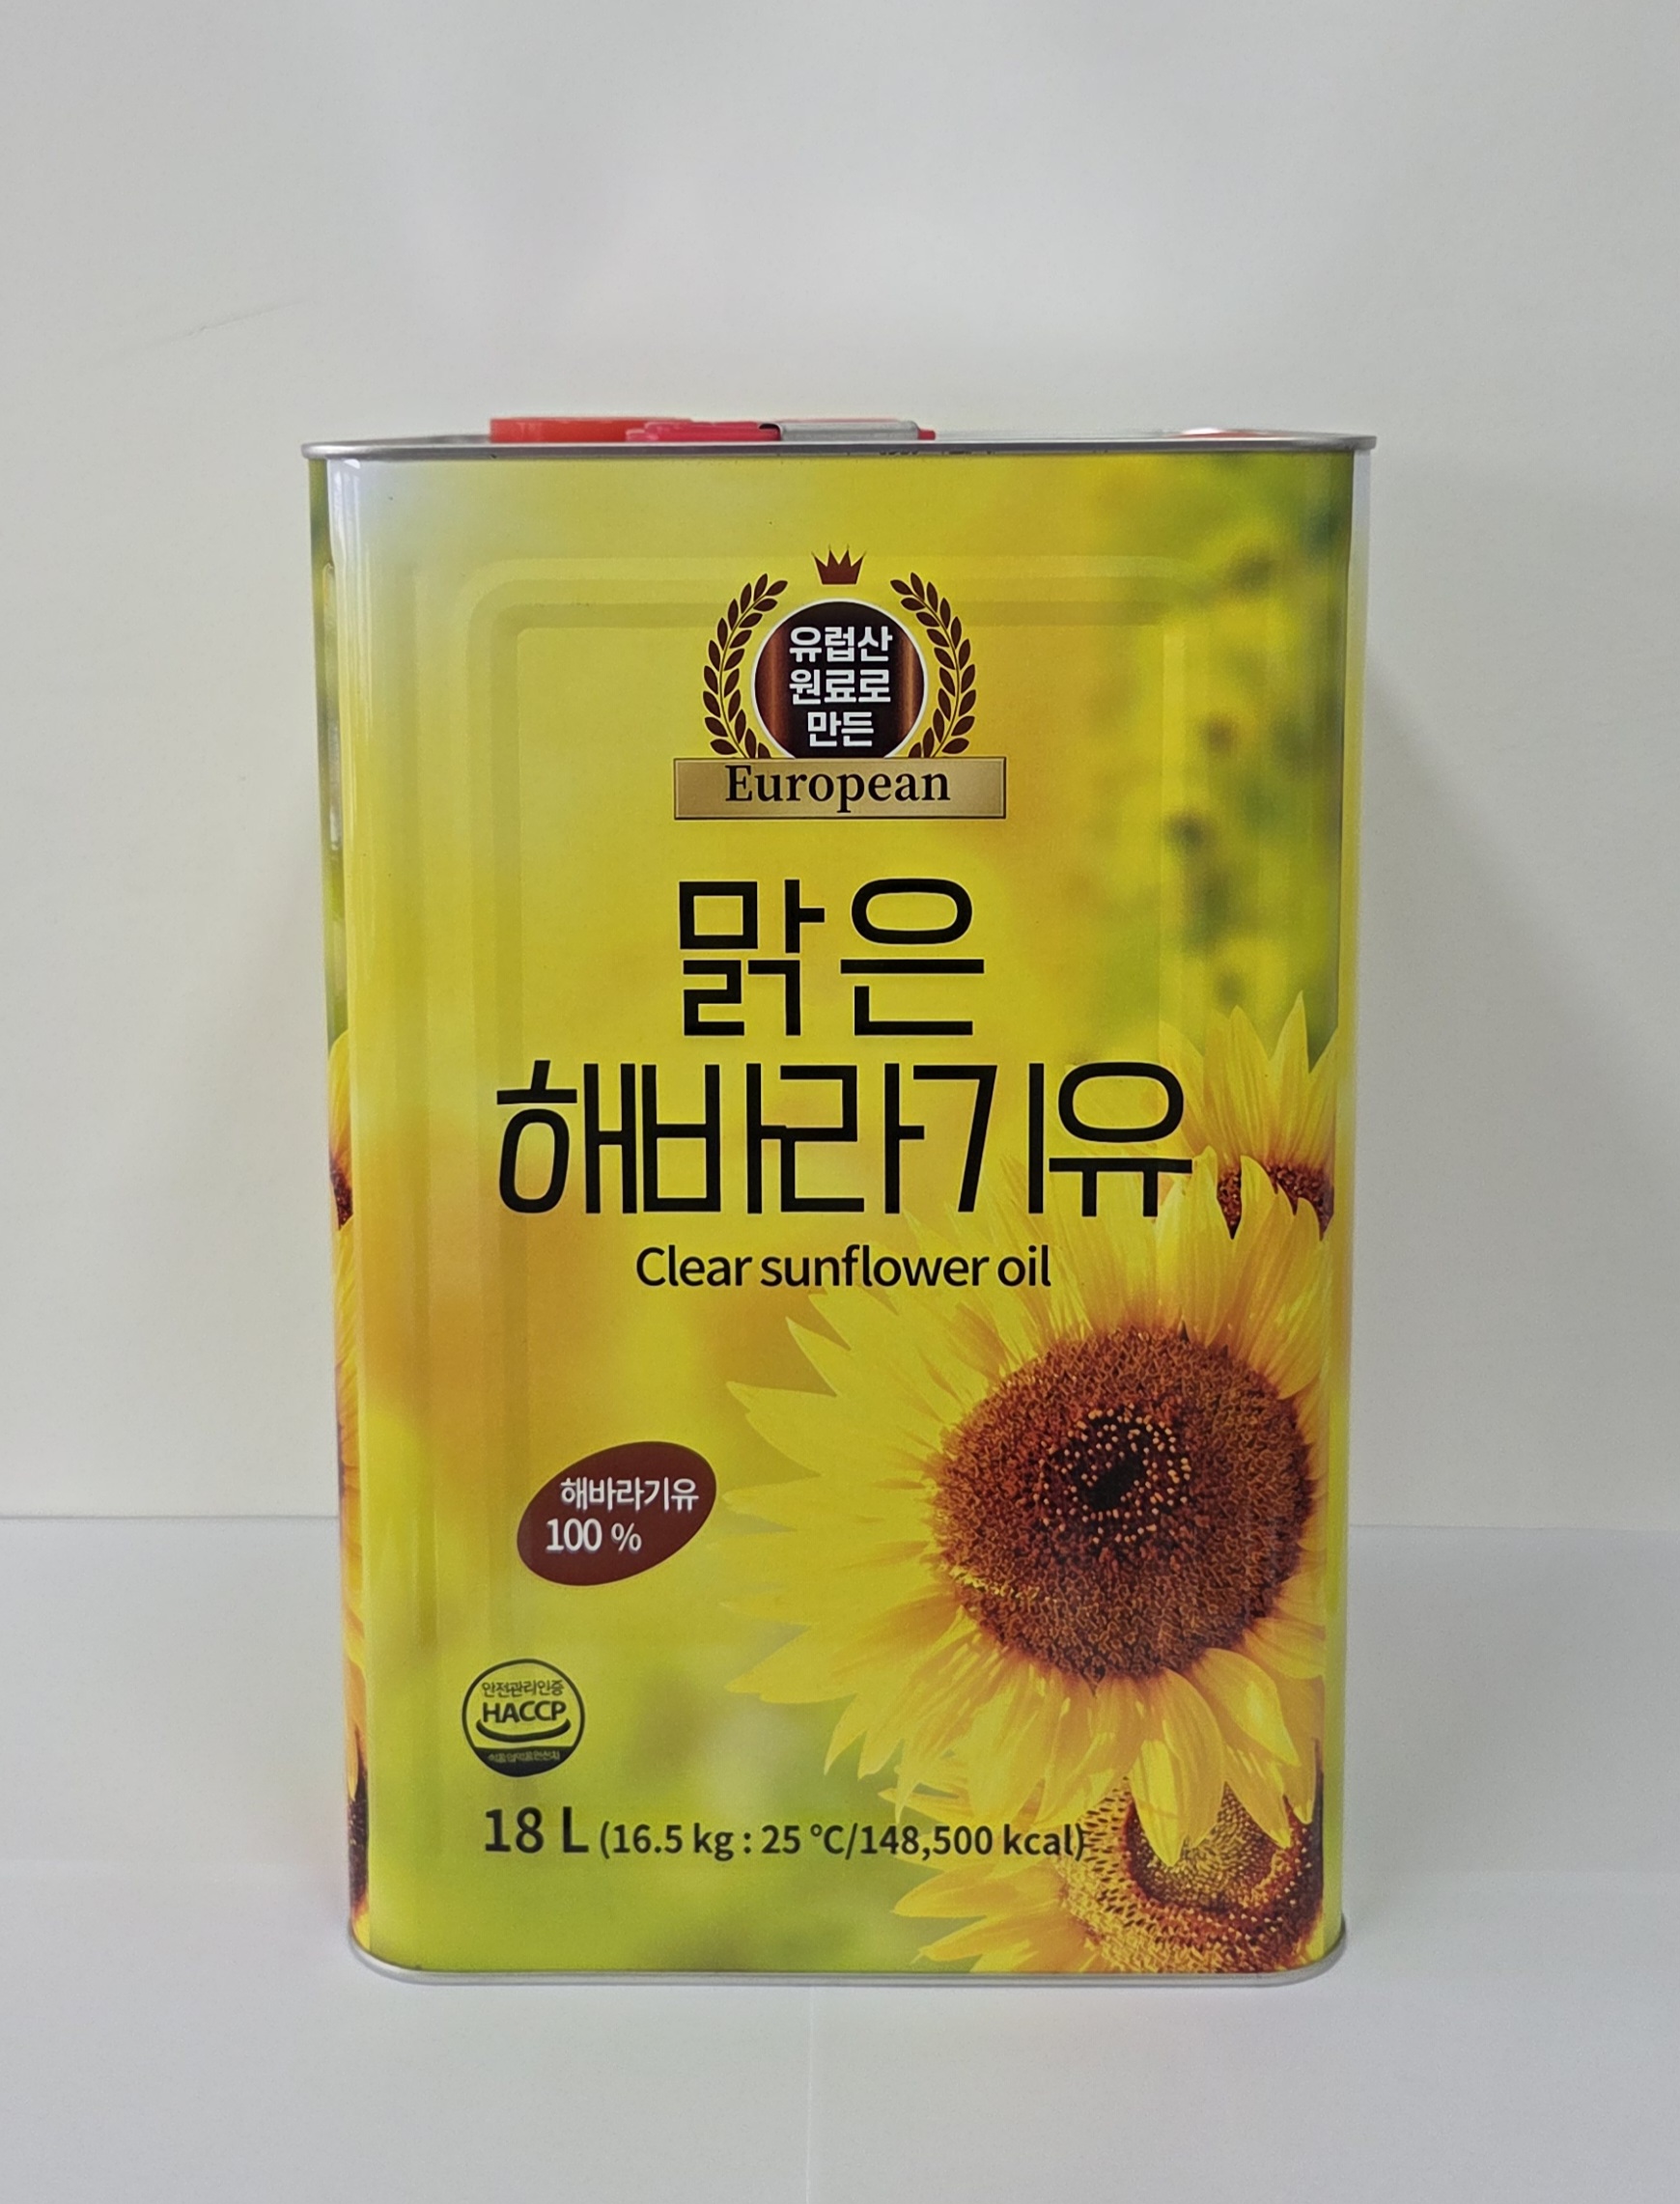 유럽산
원료로
만든
European
맑은
해바라기유
Clear sunflower oil
해바라기유
100 %
안전관리인증
HACCP
18 L (16.5 kg : 25 °C/148,500 kcal)